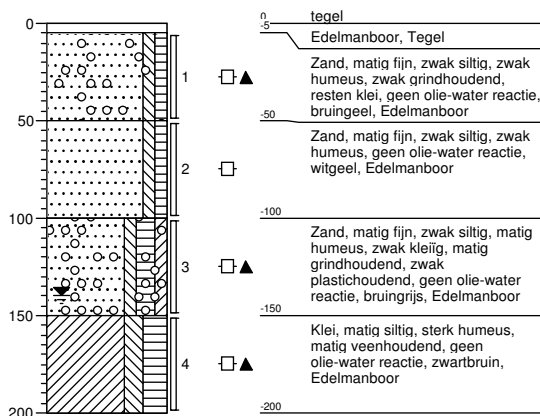 0
50
100
150
200
1
2
3
4
0 tegel
-5
Edelmanboor, Tegel
Zand, matig fijn, zwak siltig, zwak
humeus, zwak grindhoudend,
resten klei, geen olie-water reactie,
bruingeel, Edelmanboor
-50
Zand, matig fijn, zwak siltig, zwak
humeus, geen olie-water reactie,
witgeel, Edelmanboor
-100
Zand, matig fijn, zwak siltig, matig
humeus, zwak kleiïg, matig
grindhoudend, zwak
plastichoudend, geen olie-water
reactie, bruingrijs, Edelmanboor
-150
Klei, matig siltig, sterk humeus,
matig veenhoudend, geen
olie-water reactie, zwartbruin,
Edelmanboor
-200